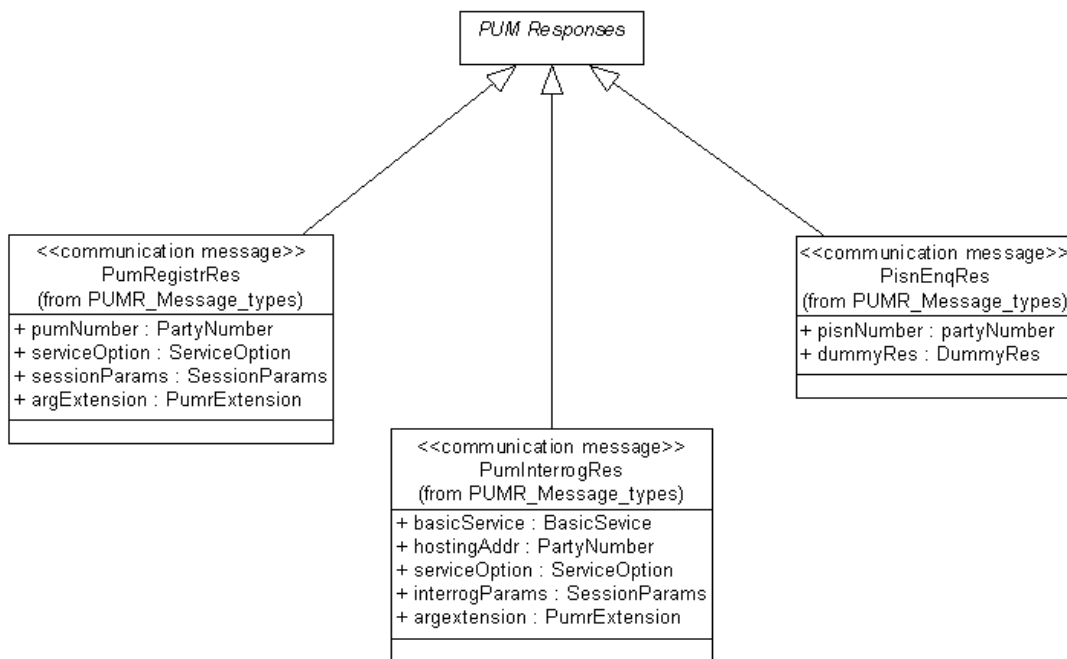 PUM Responses
<<communication message>>
PumRegistrRes
(from PUMR_Message_types)
+ pumNumber : PartyNumber
+ serviceOption : ServiceOption
+ sessionParams : SessionParams
+ argExtension : PumrExtension
<<communication message>>
PisnEnqRes
(from PUMR_Message_types)
+ pisnNumber : partyNumber
+ dummyRes : DummyRes
<<communication message>>
PumInterrogRes
(from PUMR_Message_types)
+ basicService : BasicSevice
+ hostingAddr : PartyNumber
+ serviceOption : ServiceOption
+ interrogParams : SessionParams
+ argextension : PumrExtension